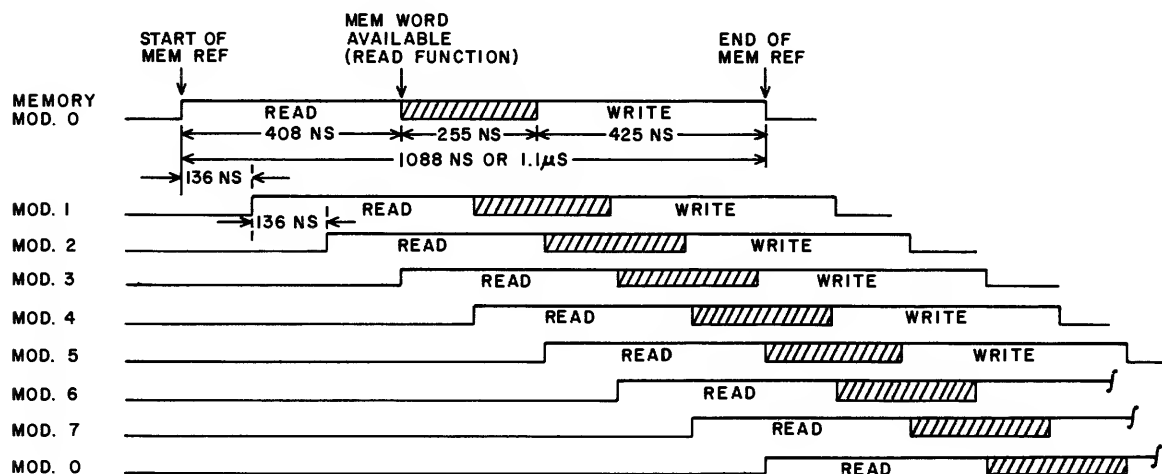 START OF
MEM REF
MEM WORD
AVAILABLE
(READ FUNCTION)
END OF
MEM REF
MEMORY
MOD. 0
READ
WRITE
408 NS
255 NS
425 NS
1088 NS OR 1.1μS
136 NS
MOD. 1
READ
WRITE
136 NS
MOD. 2
READ
WRITE
MOD. 3
READ
WRITE
MOD. 4
READ
WRITE
MOD. 5
READ
WRITE
MOD. 6
READ
MOD. 7
READ
MOD. 0
READ